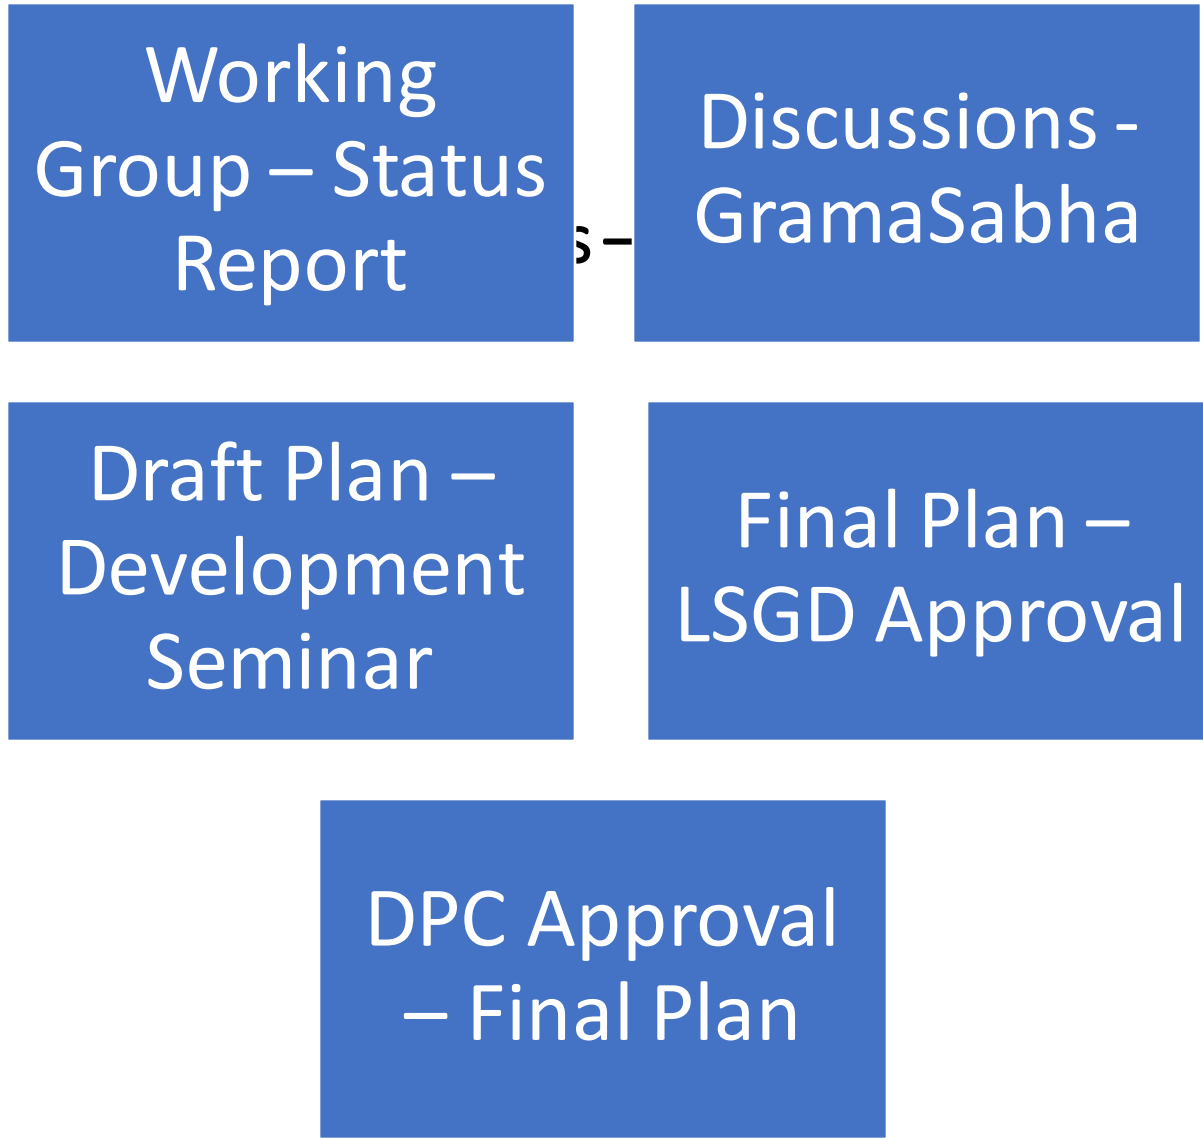 Working
Group – Status
Report
s –
Discussions -
GramaSabha
Draft Plan –
Development
Seminar
Final Plan –
LSGD Approval
DPC Approval
– Final Plan